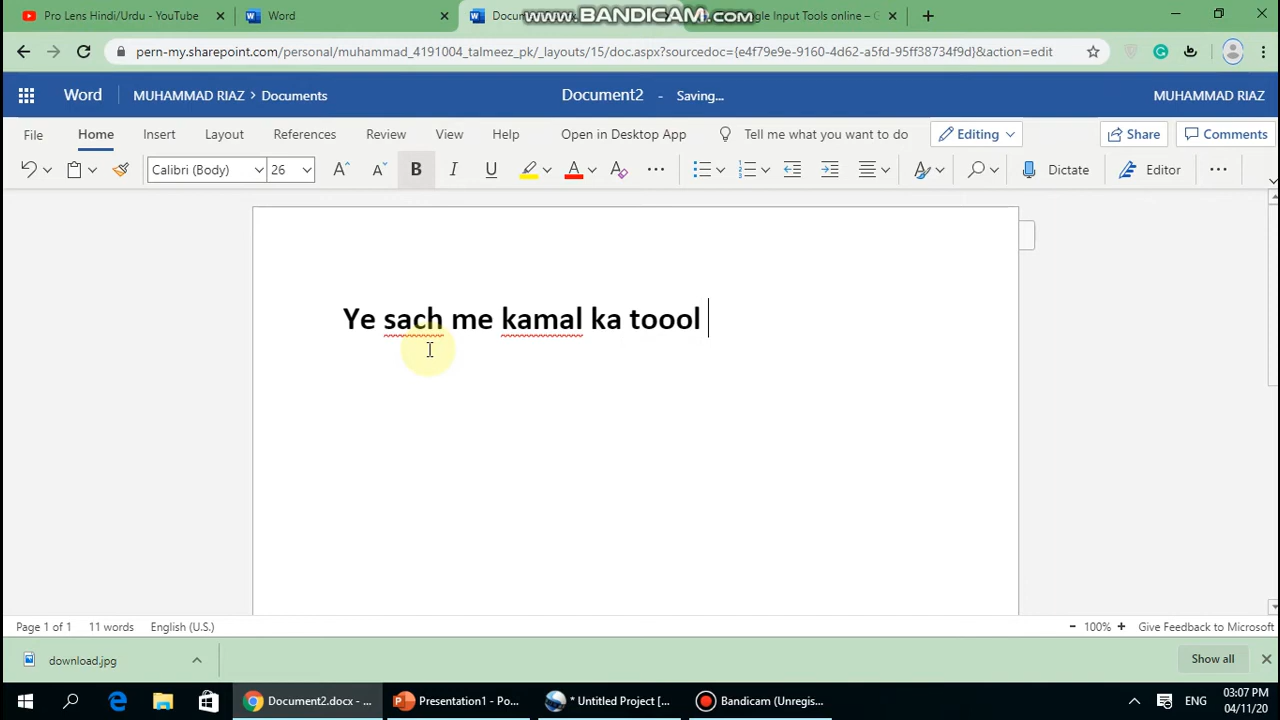 Pro Lens Hindi/Urdu - YouTube
Word
Docu
www.BANDICAM.com
gle Input Tools online – G
pern-my.sharepoint.com/personal/muhammad_4191004_talmeez_pk/_layouts/15/doc.aspx?sourcedoc={e4f79e9e-9160-4d62-a5fd-95ff38734f9d}&action=edit
Word MUHAMMAD RIAZ > Documents Document2 - Saving... MUHAMMAD RIAZ
File Home Insert Layout References Review View Help Open in Desktop App Tell me what you want to do Editing Share Comments
Calibri (Body) 26 B I U A Dictate Editor
Ye sach me kamal ka toool
Page 1 of 1 11 words English (U.S.) 100% Give Feedback to Microsoft
download.jpg Show all
Document2.docx - ... Presentation1 - Po... * Untitled Project [... Bandicam (Unregis... ENG 03:07 PM
04/11/20